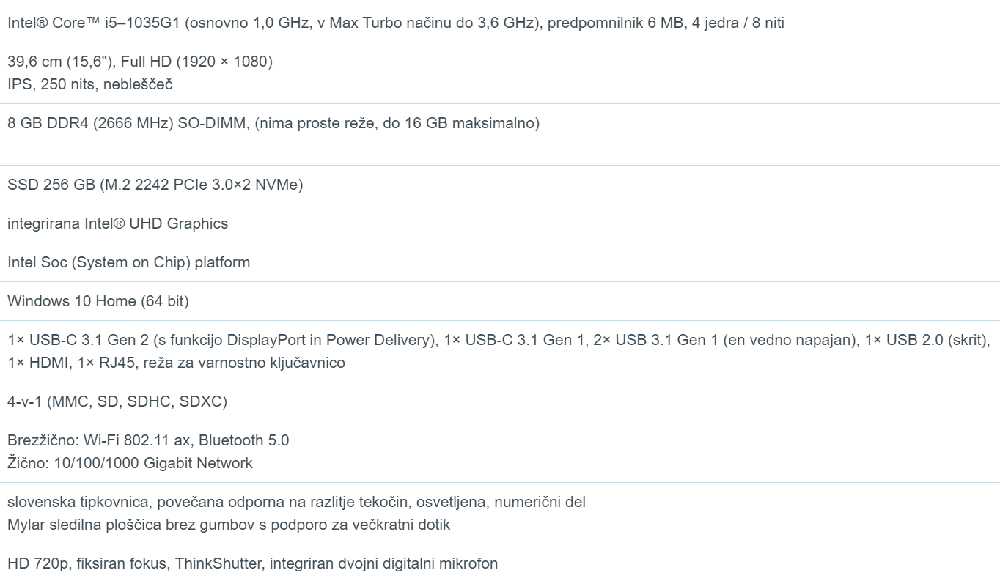 Intel® Core™ i5–1035G1 (osnovno 1,0 GHz, v Max Turbo načinu do 3,6 GHz), predpomnilnik 6 MB, 4 jedra / 8 niti
39,6 cm (15,6"), Full HD (1920 × 1080)
IPS, 250 nits, nebleščeč
8 GB DDR4 (2666 MHz) SO-DIMM, (nima proste reže, do 16 GB maksimalno)
SSD 256 GB (M.2 2242 PCIe 3.0×2 NVMe)
integrirana Intel® UHD Graphics
Intel Soc (System on Chip) platform
Windows 10 Home (64 bit)
1× USB-C 3.1 Gen 2 (s funkcijo DisplayPort in Power Delivery), 1× USB-C 3.1 Gen 1, 2× USB 3.1 Gen 1 (en vedno napajan), 1× USB 2.0 (skrit),
1× HDMI, 1× RJ45, reža za varnostno ključavnico
4-v-1 (MMC, SD, SDHC, SDXC)
Brezžično: Wi-Fi 802.11 ax, Bluetooth 5.0
Žično: 10/100/1000 Gigabit Network
slovenska tipkovnica, povečana odporna na razlitje tekočin, osvetljena, numerični del
Mylar sledilna ploščica brez gumbov s podporo za večkratni dotik
HD 720p, fiksiran fokus, ThinkShutter, integriran dvojni digitalni mikrofon